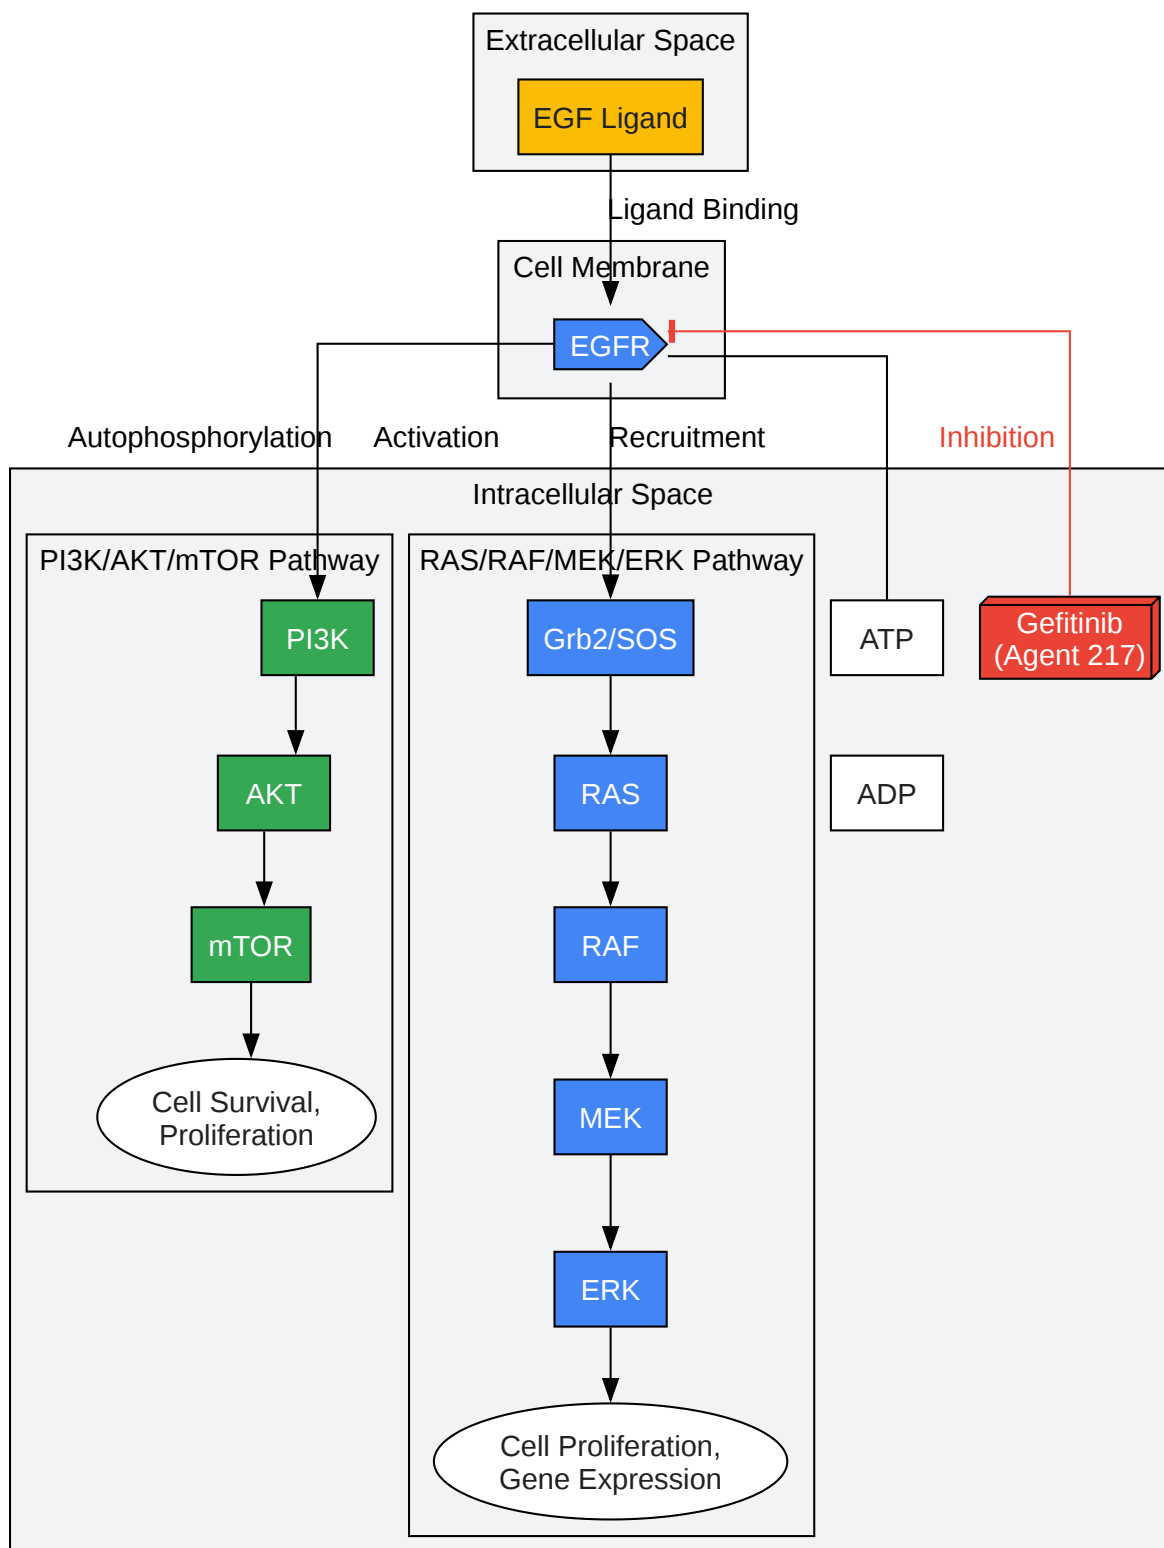 Extracellular Space
EGF Ligand
Ligand Binding
Cell Membrane
EGFR
Autophosphorylation
Activation
Recruitment
Inhibition
Intracellular Space
PI3K/AKT/mTOR Pathway
RAS/RAF/MEK/ERK Pathway
PI3K
Grb2/SOS
ATP
Gefitinib
(Agent 217)
AKT
RAS
ADP
mTOR
RAF
Cell Survival,
Proliferation
MEK
ERK
Cell Proliferation,
Gene Expression